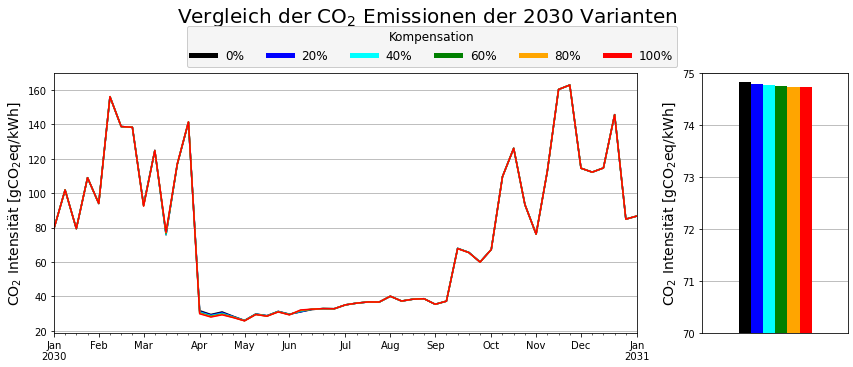 Vergleich der CO₂ Emissionen der 2030 Varianten
Kompensation
0% 20% 40% 60% 80% 100%
CO₂ Intensität [gCO₂eq/kWh]
160
140
120
100
80
60
40
20
Jan Feb Mar Apr May Jun Jul Aug Sep Oct Nov Dec Jan
2030 2031
CO₂ Intensität [gCO₂eq/kWh]
75
74
73
72
71
70